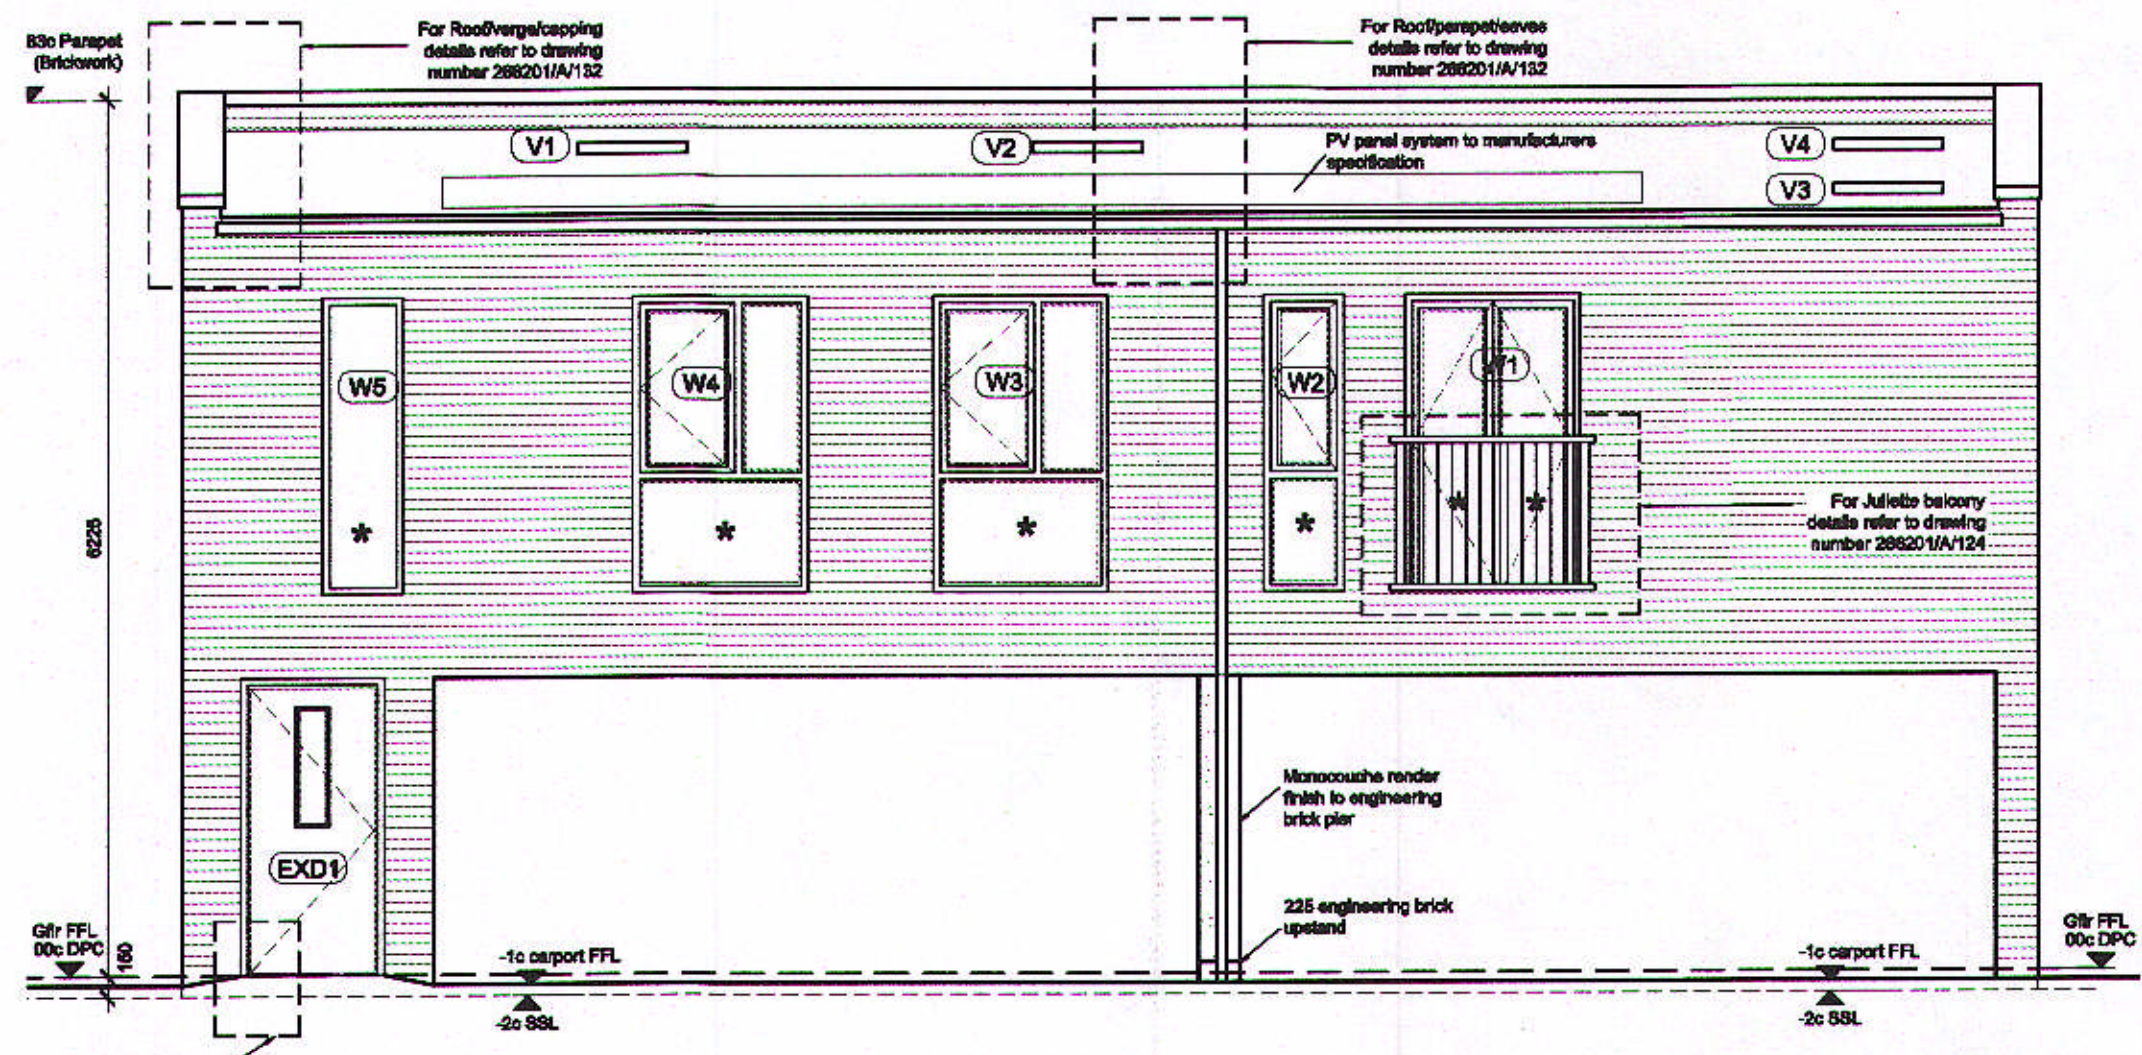 83c Parapet
(Brickwork)
For Roof/verge/capping
details refer to drawing
number 266201/A/132
For Roof/parapet/eaves
details refer to drawing
number 266201/A/132
V1
V2
PV panel system to manufacturers
specification
V4
V3
W5
W4
W3
W2
W1
*
*
*
*
*
*
For Juliette balcony
details refer to drawing
number 266201/A/124
6225
EXD1
Monocouche render
finish to engineering
brick pier
225 engineering brick
upstand
Gflr FFL
00c DPC
150
-1c carport FFL
-2c SSL
-1c carport FFL
-2c SSL
Gflr FFL
00c DPC